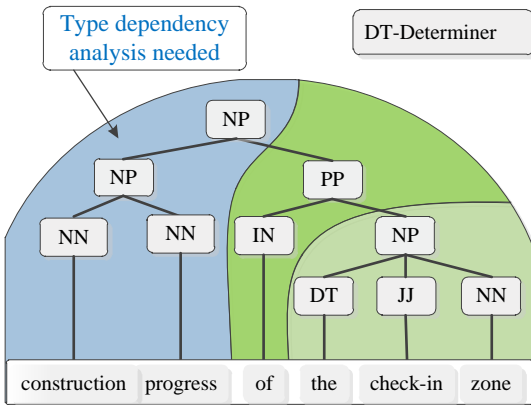 Type dependency
analysis needed
DT-Determiner
NP
NP PP
NN NN IN NP
DT JJ NN
construction progress of the check-in zone